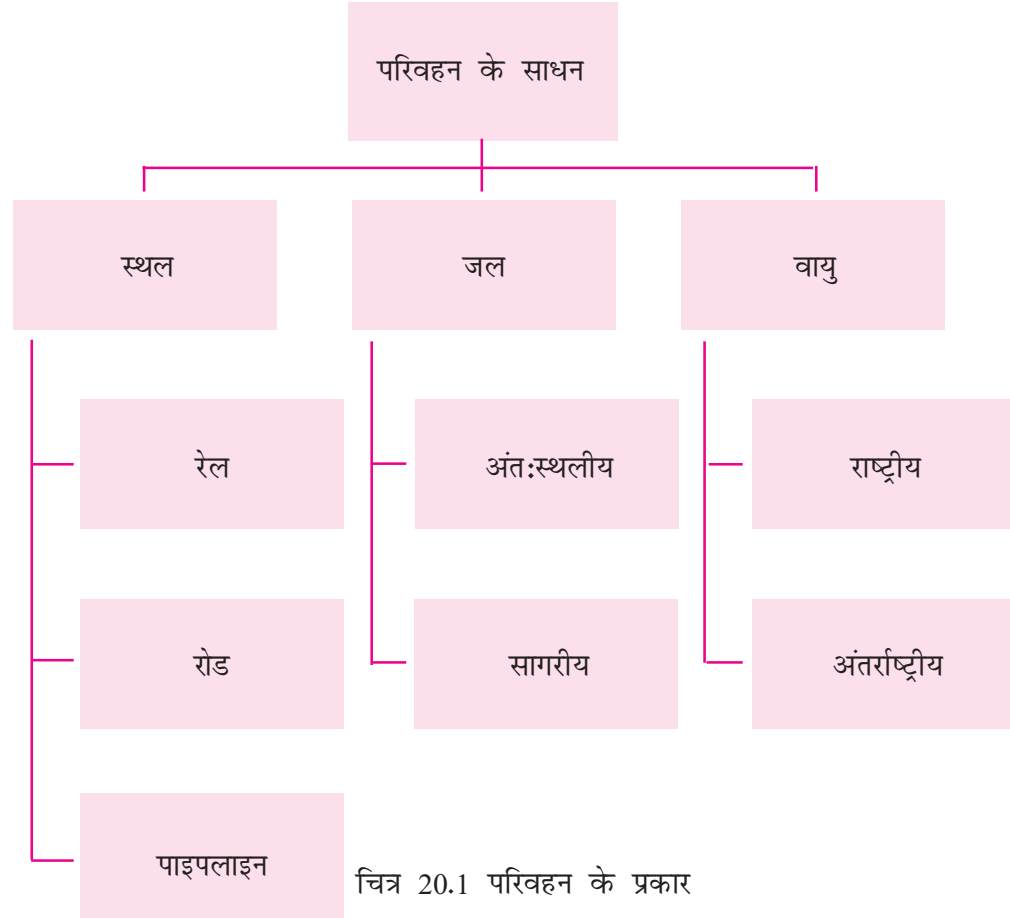 परिवहन के साधन
स्थल
जल
वायु
रेल
अंत:स्थलीय
राष्ट्रीय
रोड
सागरीय
अंतर्राष्ट्रीय
पाइपलाइन
चित्र 20.1 परिवहन के प्रकार